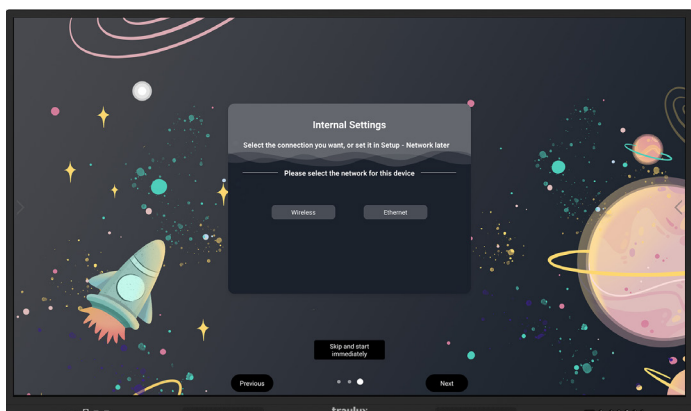 Internal Settings
Select the connection you want, or set it in Setup - Network later
Please select the network for this device
Wireless
Ethernet
Skip and start
immediately
Previous
Next
traulux